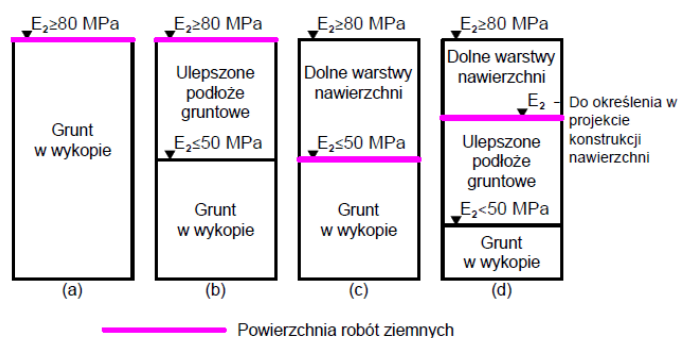 E₂≥80 MPa
Grunt
w wykopie
(a)
E₂≥80 MPa
Ulepszone
podłoże
gruntowe
E₂≤50 MPa
Grunt
w wykopie
(b)
E₂≥80 MPa
Dolne warstwy
nawierzchni
E₂≤50 MPa
Grunt
w wykopie
(c)
E₂≥80 MPa
Dolne warstwy
nawierzchni
E₂ – Do określenia w
projekcie
konstrukcji
nawierzchni
Ulepszone
podłoże
gruntowe
E₂<50 MPa
Grunt
w wykopie
(d)
Powierzchnia robót ziemnych